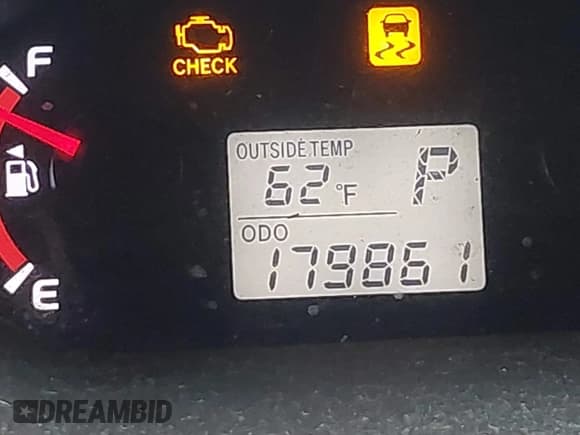 F
CHECK
OUTSIDE TEMP
62°F P
ODO
179861
E
DREAMBID